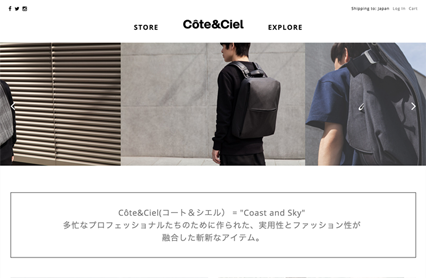 Shipping to: Japan Log In Cart
STORE Côte&Ciel EXPLORE
Côte&Ciel(コート＆シエル） = "Coast and Sky"
多忙なプロフェッショナルたちのために作られた、実用性とファッション性が
融合した斬新なアイテム。